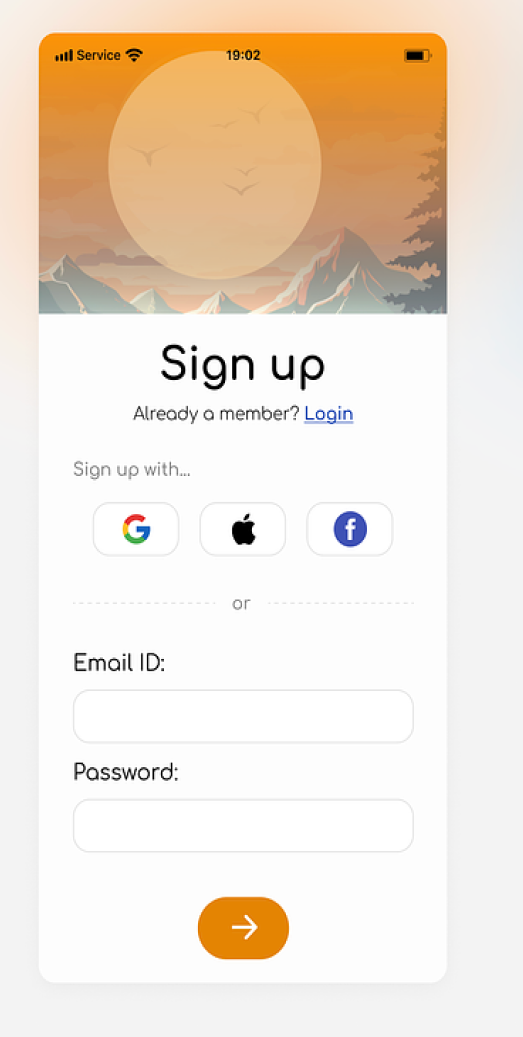 Service 19:02
Sign up
Already a member? Login
Sign up with...
or
Email ID:
Password: